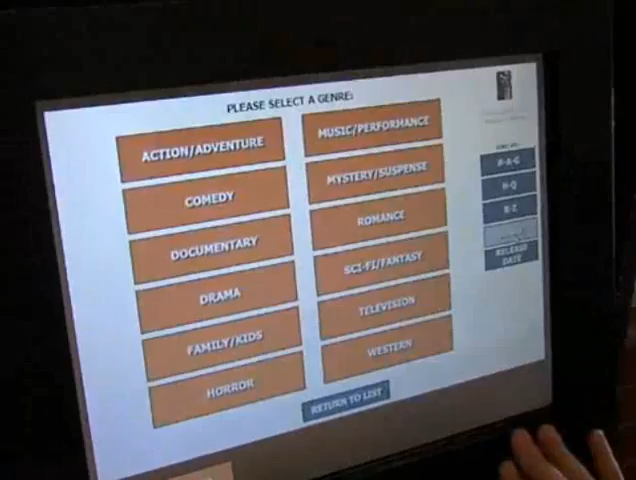 PLEASE SELECT A GENRE:
ACTION/ADVENTURE
COMEDY
DOCUMENTARY
DRAMA
FAMILY/KIDS
HORROR
MUSIC/PERFORMANCE
MYSTERY/SUSPENSE
ROMANCE
SCI-FI/FANTASY
TELEVISION
WESTERN
RETURN TO LIST
#-A-G
H-Q
R-Z
RELEASE
DATE